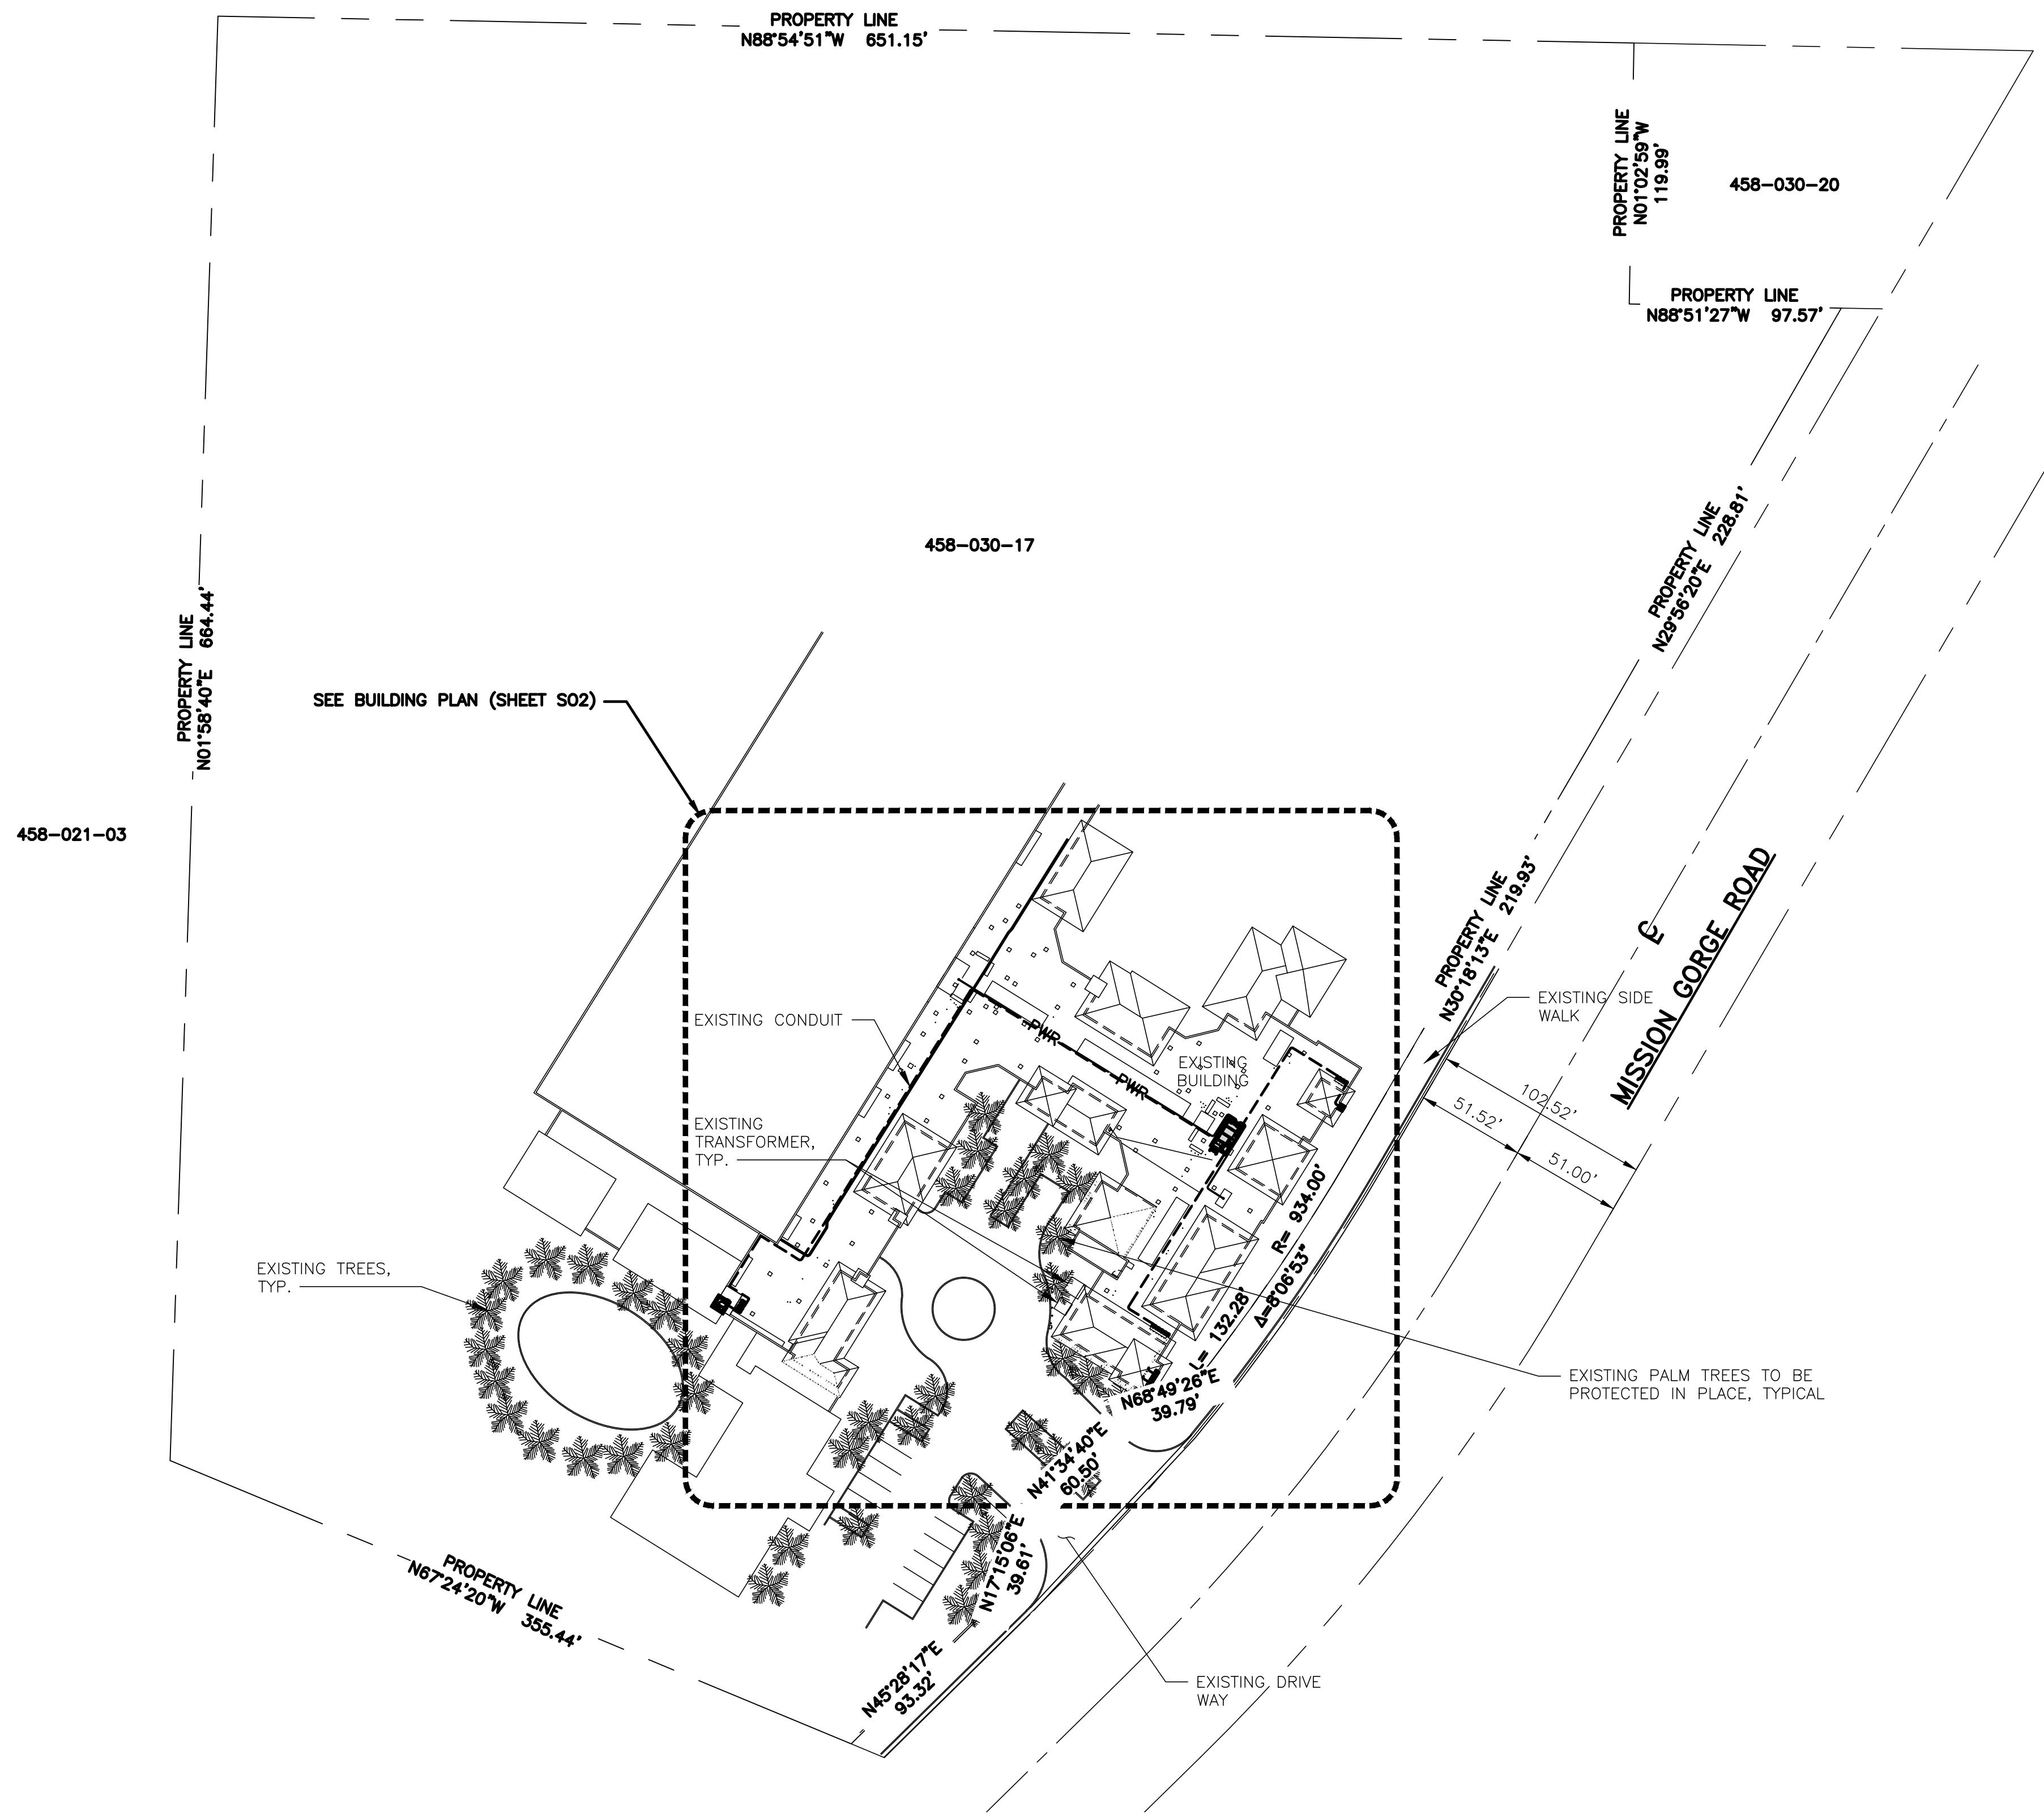 PROPERTY LINE
N88°54'51"W 651.15'
PROPERTY LINE
N01°02'59"W
119.99'
458-030-20
PROPERTY LINE
N88°51'27"W 97.57'
PROPERTY LINE
N29°56'20"E 228.81'
458-030-17
PROPERTY LINE
N01°58'40"E 664.44'
SEE BUILDING PLAN (SHEET S02)
458-021-03
PROPERTY LINE
N30°18'13"E 219.93'
MISSION GORGE ROAD
EXISTING SIDE
WALK
EXISTING CONDUIT
PWR
PWR
EXISTING
BUILDING
102.52'
51.52'
51.00'
EXISTING
TRANSFORMER,
TYP.
L= 132.28' R= 934.00'
Δ=8°06'53"
EXISTING TREES,
TYP.
EXISTING PALM TREES TO BE
PROTECTED IN PLACE, TYPICAL
N68°49'26"E
39.79'
N41°34'40"E
60.50'
N17°15'06"E
39.61'
PROPERTY LINE
N67°24'20"W 355.44'
N45°28'17"E
93.32'
EXISTING DRIVE
WAY